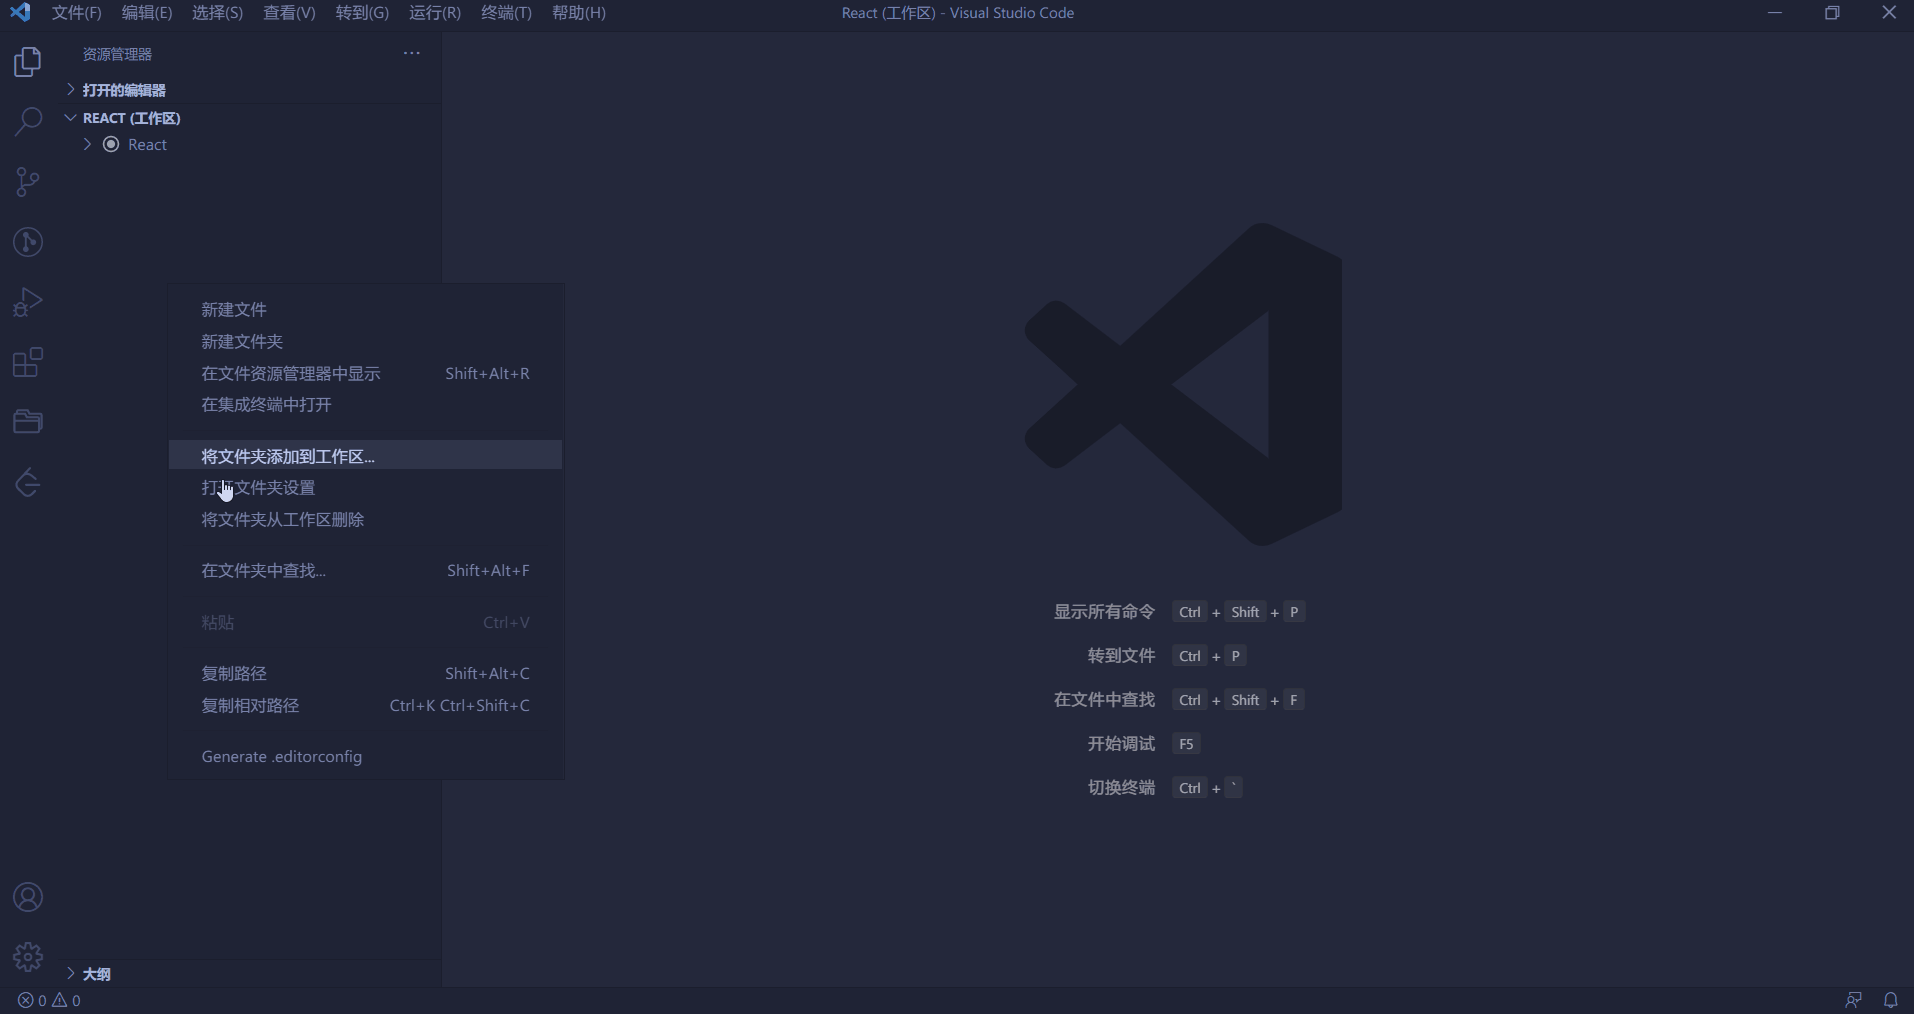 文件(F) 编辑(E) 选择(S) 查看(V) 转到(G) 运行(R) 终端(T) 帮助(H) React (工作区) - Visual Studio Code
资源管理器
打开的编辑器
REACT (工作区)
React
新建文件
新建文件夹
在文件资源管理器中显示 Shift+Alt+R
在集成终端中打开
将文件夹添加到工作区...
打开文件夹设置
将文件夹从工作区删除
在文件夹中查找... Shift+Alt+F
粘贴 Ctrl+V
复制路径 Shift+Alt+C
复制相对路径 Ctrl+K Ctrl+Shift+C
Generate .editorconfig
显示所有命令 Ctrl + Shift + P
转到文件 Ctrl + P
在文件中查找 Ctrl + Shift + F
开始调试 F5
切换终端 Ctrl + `
大纲
0 0